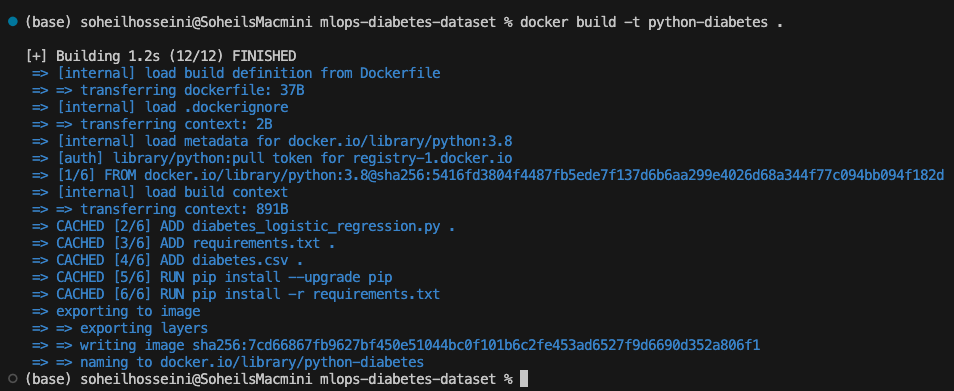 (base) soheilhosseini@SoheilsMacmini mlops-diabetes-dataset % docker build -t python-diabetes .
[+] Building 1.2s (12/12) FINISHED
=> [internal] load build definition from Dockerfile
=> => transferring dockerfile: 37B
=> [internal] load .dockerignore
=> => transferring context: 2B
=> [internal] load metadata for docker.io/library/python:3.8
=> [auth] library/python:pull token for registry-1.docker.io
=> [1/6] FROM docker.io/library/python:3.8@sha256:5416fd3804f4487fb5ede7f137d6b6aa299e4026d68a344f77c094bb094f182d
=> [internal] load build context
=> => transferring context: 891B
=> CACHED [2/6] ADD diabetes_logistic_regression.py .
=> CACHED [3/6] ADD requirements.txt .
=> CACHED [4/6] ADD diabetes.csv .
=> CACHED [5/6] RUN pip install --upgrade pip
=> CACHED [6/6] RUN pip install -r requirements.txt
=> exporting to image
=> => exporting layers
=> => writing image sha256:7cd66867fb9627bf450e51044bc0f101b6c2fe453ad6527f9d6690d352a806f1
=> => naming to docker.io/library/python-diabetes
(base) soheilhosseini@SoheilsMacmini mlops-diabetes-dataset %